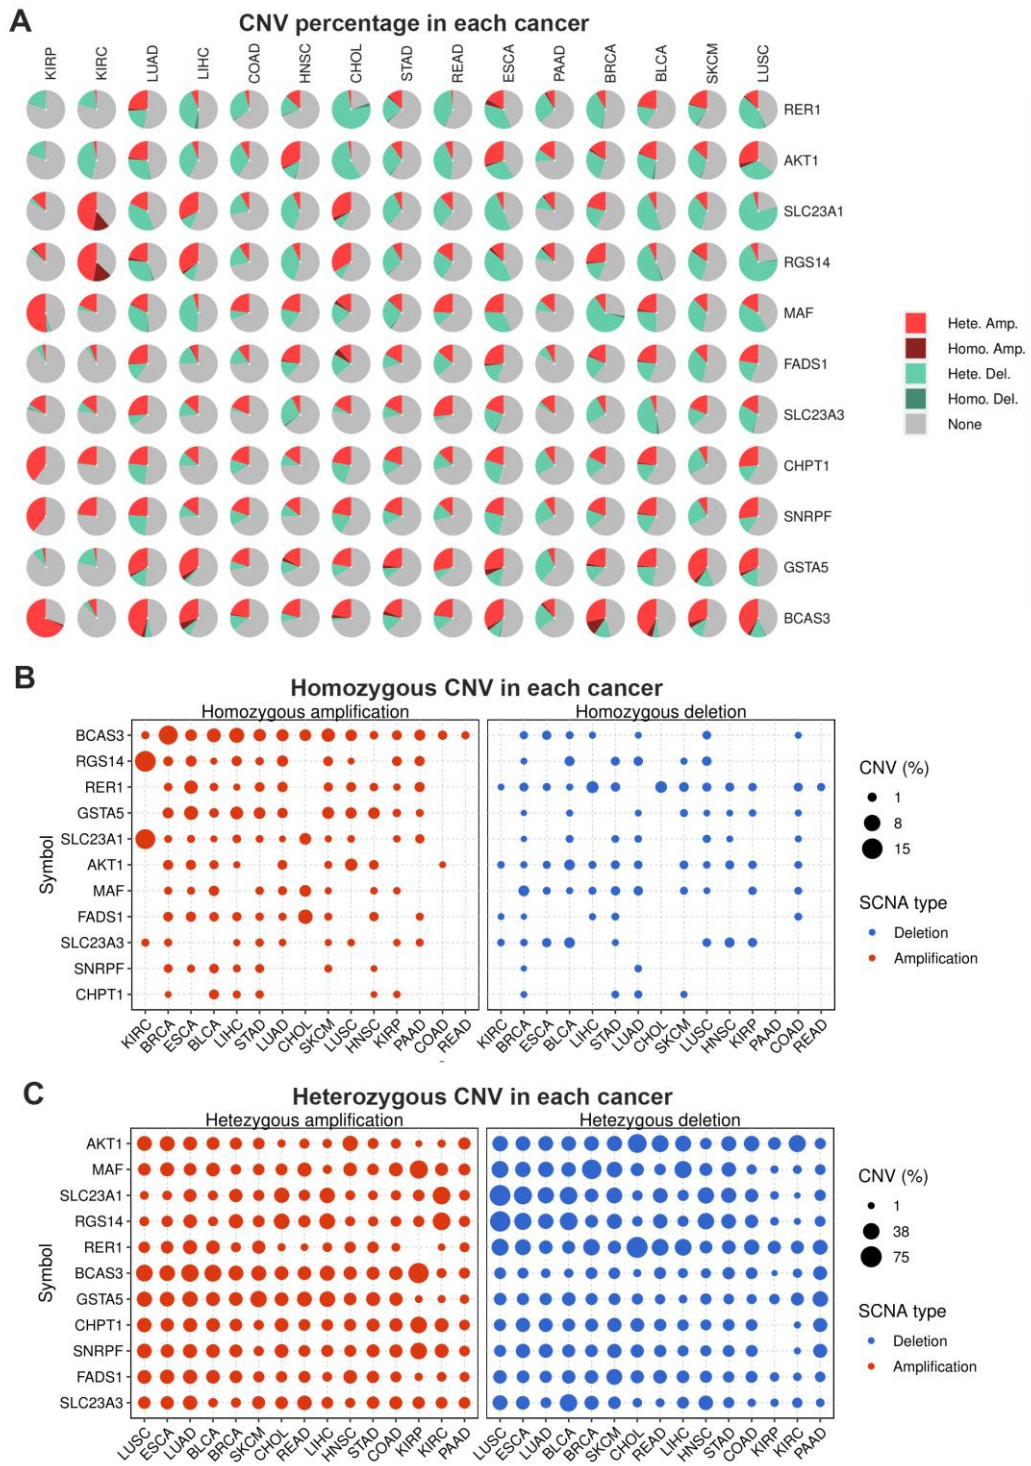 A
CNV percentage in each cancer
KIRP KIRC LUAD LIHC COAD HNSC CHOL STAD READ ESCA PAAD BRCA BLCA SKCM LUSC
RER1
AKT1
SLC23A1
RGS14
MAF
FADS1
SLC23A3
CHPT1
SNRPF
GSTA5
BCAS3
Hete. Amp.
Homo. Amp.
Hete. Del.
Homo. Del.
None
B
Homozygous CNV in each cancer
Homozygous amplification Homozygous deletion
Symbol
BCAS3
RGS14
RER1
GSTA5
SLC23A1
AKT1
MAF
FADS1
SLC23A3
SNRPF
CHPT1
KIRC BRCA ESCA BLCA LIHC STAD LUAD CHOL SKCM LUSC HNSC KIRP PAAD COAD READ
KIRC BRCA ESCA BLCA LIHC STAD LUAD CHOL SKCM LUSC HNSC KIRP PAAD COAD READ
CNV (%)
1
8
15
SCNA type
Deletion
Amplification
C
Heterozygous CNV in each cancer
Hetezygous amplification Hetezygous deletion
Symbol
AKT1
MAF
SLC23A1
RGS14
RER1
BCAS3
GSTA5
CHPT1
SNRPF
FADS1
SLC23A3
LUSC ESCA LUAD BLCA BRCA SKCM CHOL READ LIHC HNSC STAD COAD KIRP KIRC PAAD
LUSC ESCA LUAD BLCA BRCA SKCM CHOL READ LIHC HNSC STAD COAD KIRP KIRC PAAD
CNV (%)
1
38
75
SCNA type
Deletion
Amplification